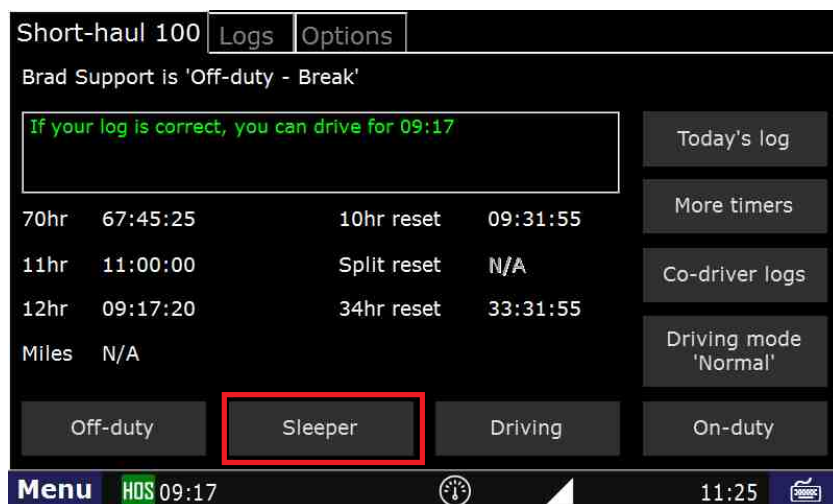 Short-haul 100 Logs Options
Brad Support is 'Off-duty - Break'
If your log is correct, you can drive for 09:17
Today's log
More timers
70hr 67:45:25 10hr reset 09:31:55
11hr 11:00:00 Split reset N/A
Co-driver logs
12hr 09:17:20 34hr reset 33:31:55
Miles N/A
Driving mode
'Normal'
Off-duty Sleeper Driving On-duty
Menu HOS 09:17 11:25